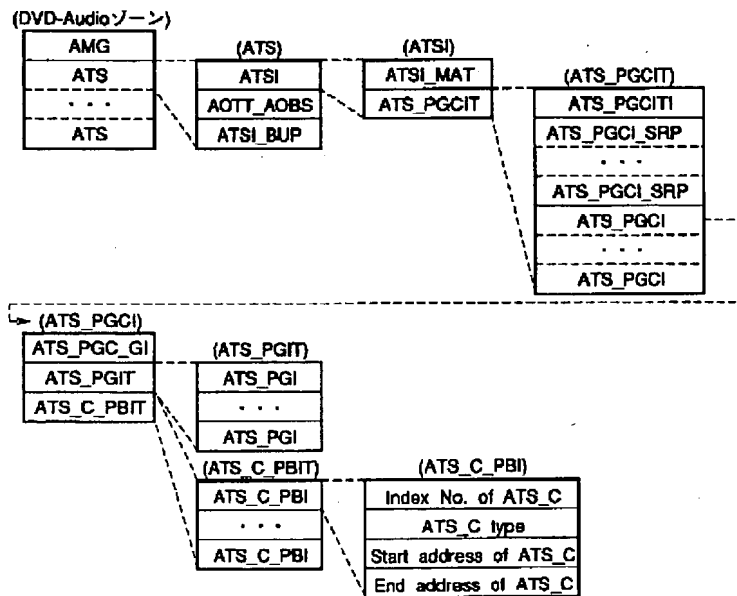 (DVD-Audioゾーン)
AMG
ATS
. . .
ATS
(ATS)
ATSI
AOTT_AOBS
ATSI_BUP
(ATSI)
ATSI_MAT
ATS_PGCIT
(ATS_PGCIT)
ATS_PGCITI
ATS_PGCI_SRP
. . .
ATS_PGCI_SRP
ATS_PGCI
. . .
ATS_PGCI
(ATS_PGCI)
ATS_PGC_GI
ATS_PGIT
ATS_C_PBIT
(ATS_PGIT)
ATS_PGI
. . .
ATS_PGI
(ATS_C_PBIT)
ATS_C_PBI
. . .
ATS_C_PBI
(ATS_C_PBI)
Index No. of ATS_C
ATS_C type
Start address of ATS_C
End address of ATS_C